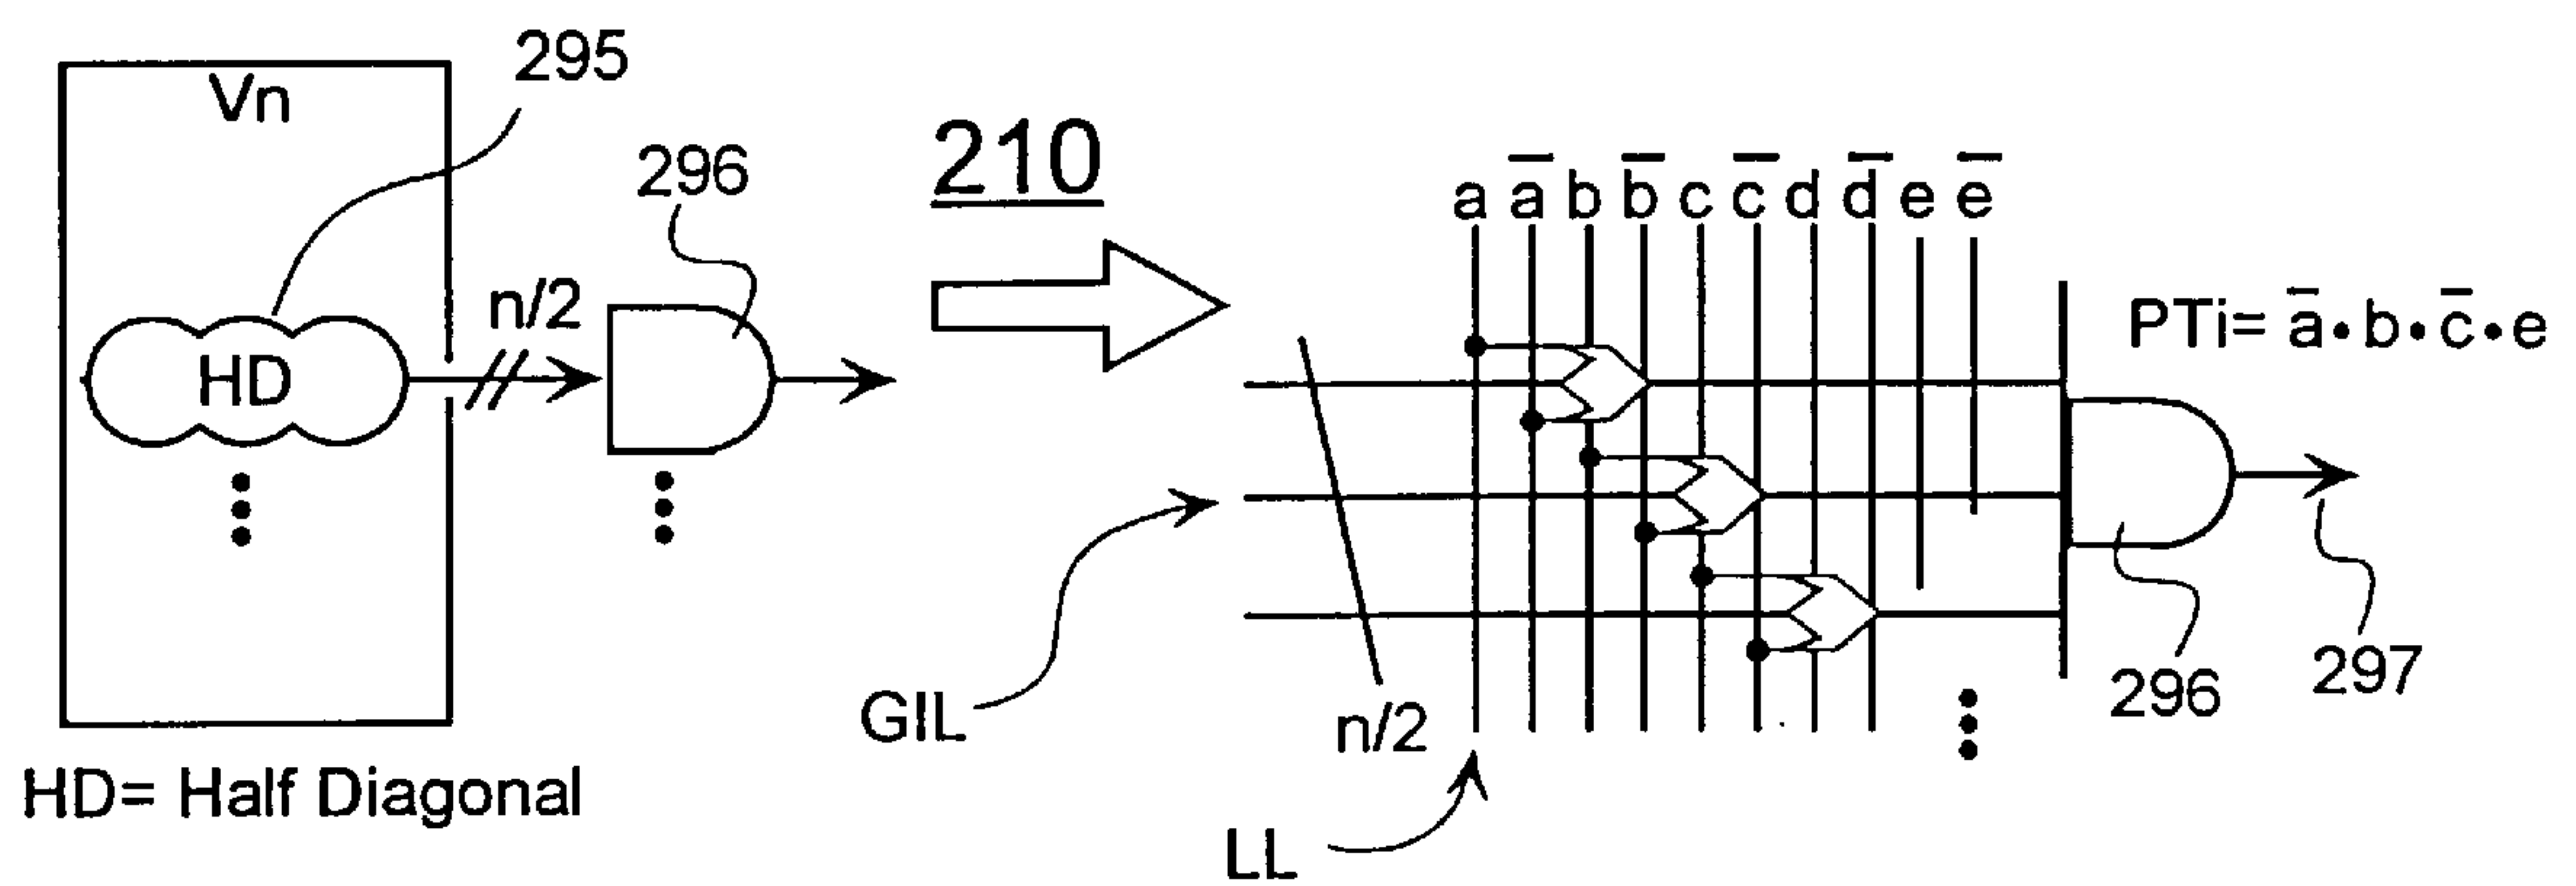 Vn
295
296
n/2
HD
HD= Half Diagonal
210
a a̅ b b̅ c c̅ d d̅ e e̅
PTi= a̅•b•c̅•e
GIL
n/2
LL
296
297